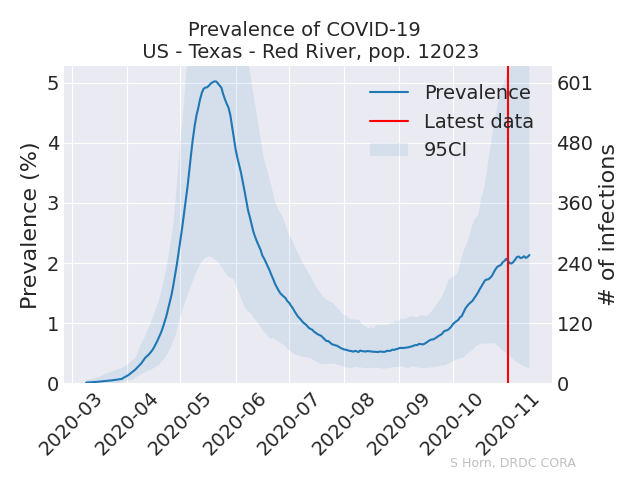 Prevalence of COVID-19
US - Texas - Red River, pop. 12023
Prevalence
Latest data
95CI
Prevalence (%)
5
4
3
2
1
0
# of infections
601
480
360
240
120
0
2020-03
2020-04
2020-05
2020-06
2020-07
2020-08
2020-09
2020-10
2020-11
S Horn, DRDC CORA